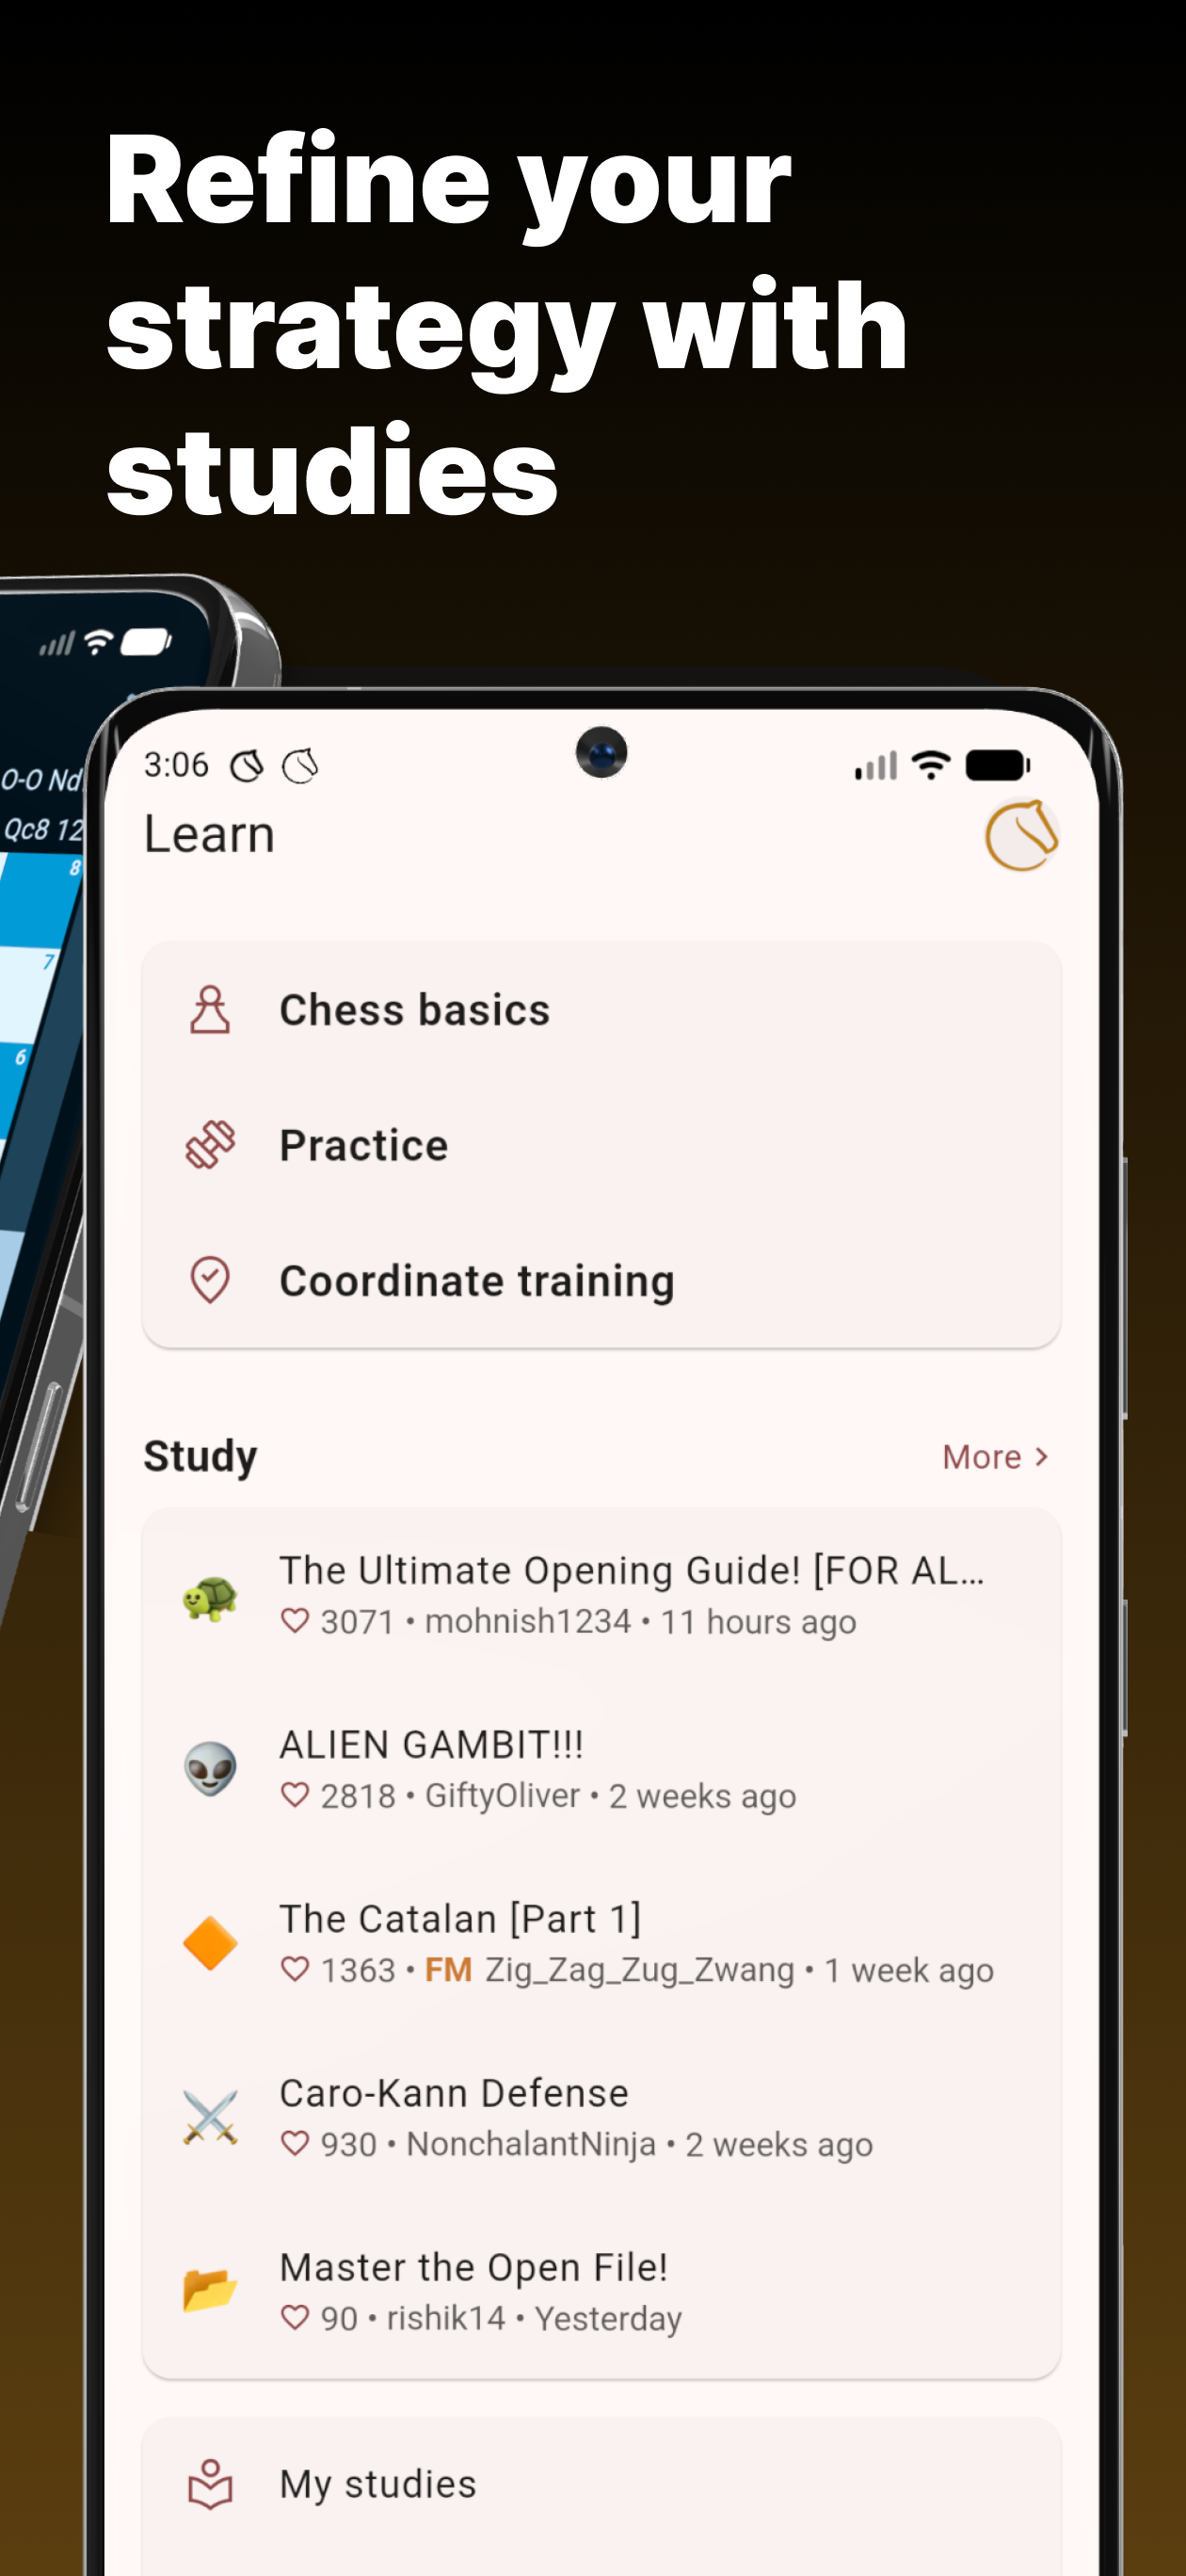 Refine your
strategy with
studies
O-O Nd
Qc8 12
8
7
6
3:06
Learn
Chess basics
Practice
Coordinate training
Study
More
The Ultimate Opening Guide! [FOR AL…
3071 • mohnish1234 • 11 hours ago
ALIEN GAMBIT!!!
2818 • GiftyOliver • 2 weeks ago
The Catalan [Part 1]
1363 • FM Zig_Zag_Zug_Zwang • 1 week ago
Caro-Kann Defense
930 • NonchalantNinja • 2 weeks ago
Master the Open File!
90 • rishik14 • Yesterday
My studies